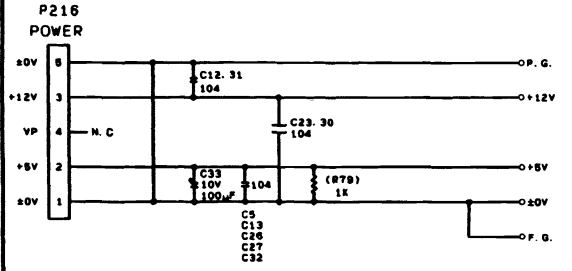 P216
POWER
±0V 5 P.G.
C12.31
104
+12V 3 +12V
VP 4 N.C
C23.30
104
+5V 2 +5V
C33
10V
100μF
104
(R79)
1K
±0V 1 ±0V
C5
C13
C26
C27
C32
F.G.